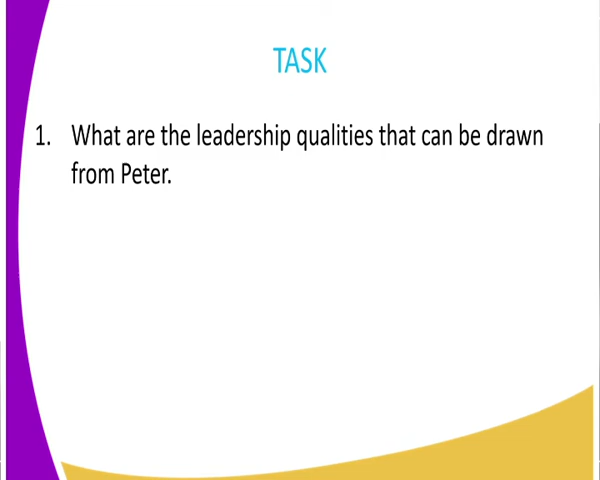 TASK
1. What are the leadership qualities that can be drawn
from Peter.